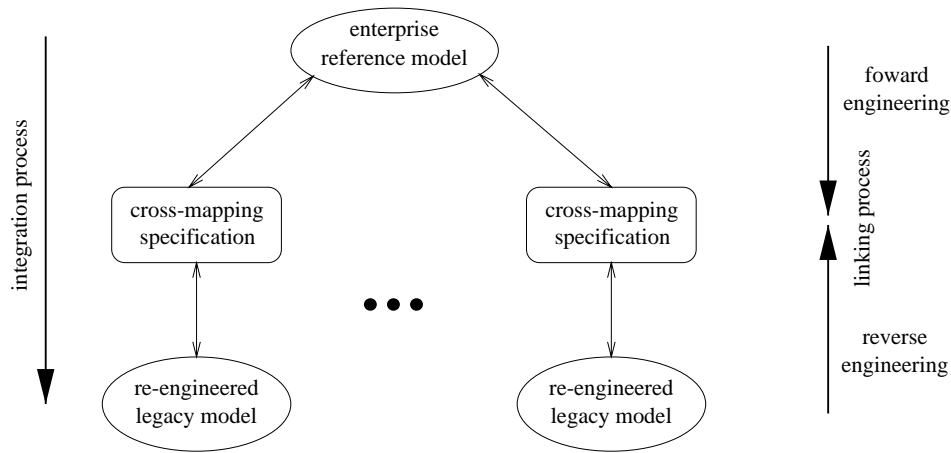 enterprise
reference model
integration process
foward
engineering
cross-mapping
specification
cross-mapping
specification
linking process
re-engineered
legacy model
re-engineered
legacy model
reverse
engineering